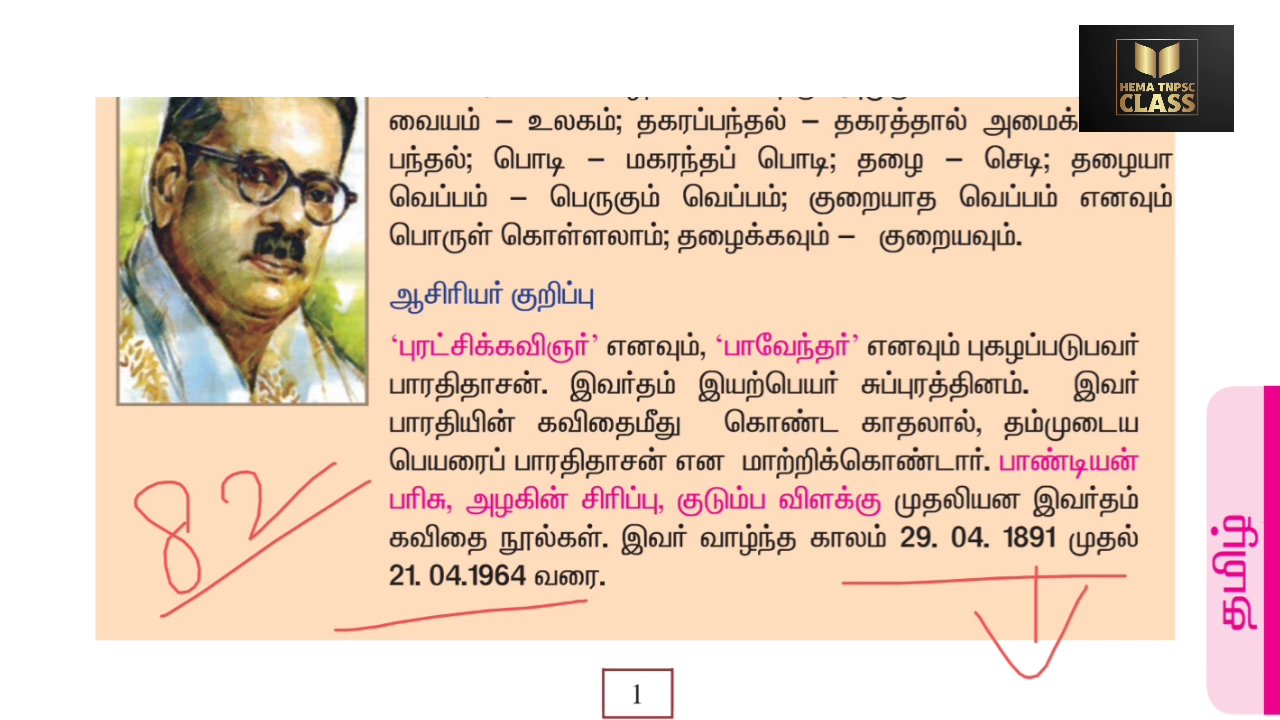 HEMA TNPSC
CLASS
வையம் – உலகம்; தகரப்பந்தல் – தகரத்தால்
பந்தல்; பொடி – மகரந்தப் பொடி; தழை – செடி; தழையா
வெப்பம் – பெருகும் வெப்பம்; குறையாத வெப்பம் எனவும்
பொருள் கொள்ளலாம்; தழைக்கவும் – குறையவும்.
ஆசிரியர் குறிப்பு
‘புரட்சிக்கவிஞர்’ எனவும், ‘பாவேந்தர்’ எனவும் புகழப்படுபவர்
பாரதிதாசன். இவர்தம் இயற்பெயர் சுப்புரத்தினம். இவர்
பாரதியின் கவிதைமீது கொண்ட காதலால், தம்முடைய
பெயரைப் பாரதிதாசன் என மாற்றிக்கொண்டார். பாண்டியன்
பரிசு, அழகின் சிரிப்பு, குடும்ப விளக்கு முதலியன இவர்தம்
கவிதை நூல்கள். இவர் வாழ்ந்த காலம் 29. 04. 1891 முதல்
21. 04.1964 வரை.
82
தமிழ்
1